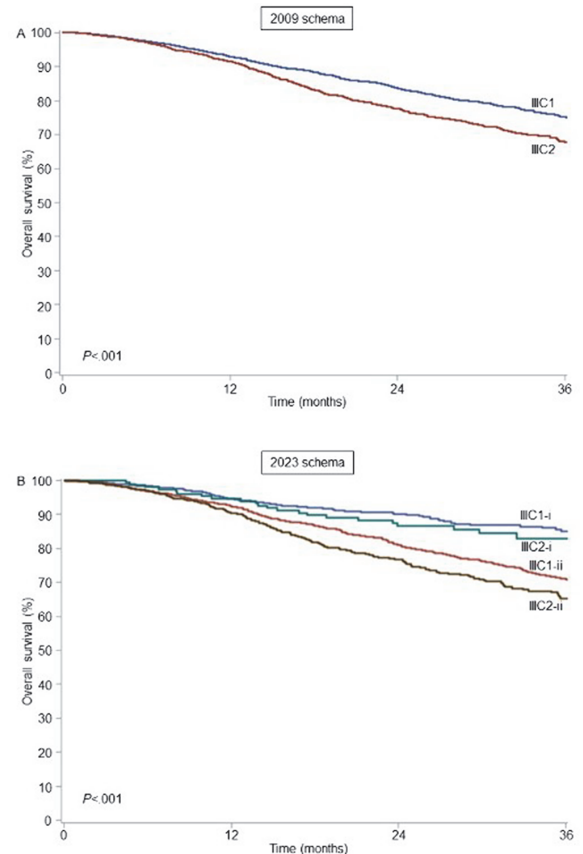 2009 schema
A
100
90
80
70
60
50
40
30
20
10
0
Overall survival (%)
IIIC1
IIIC2
P<.001
0 12 24 36
Time (months)
2023 schema
B
100
90
80
70
60
50
40
30
20
10
0
Overall survival (%)
IIIC1-i
IIIC2-i
IIIC1-ii
IIIC2-ii
P<.001
0 12 24 36
Time (months)